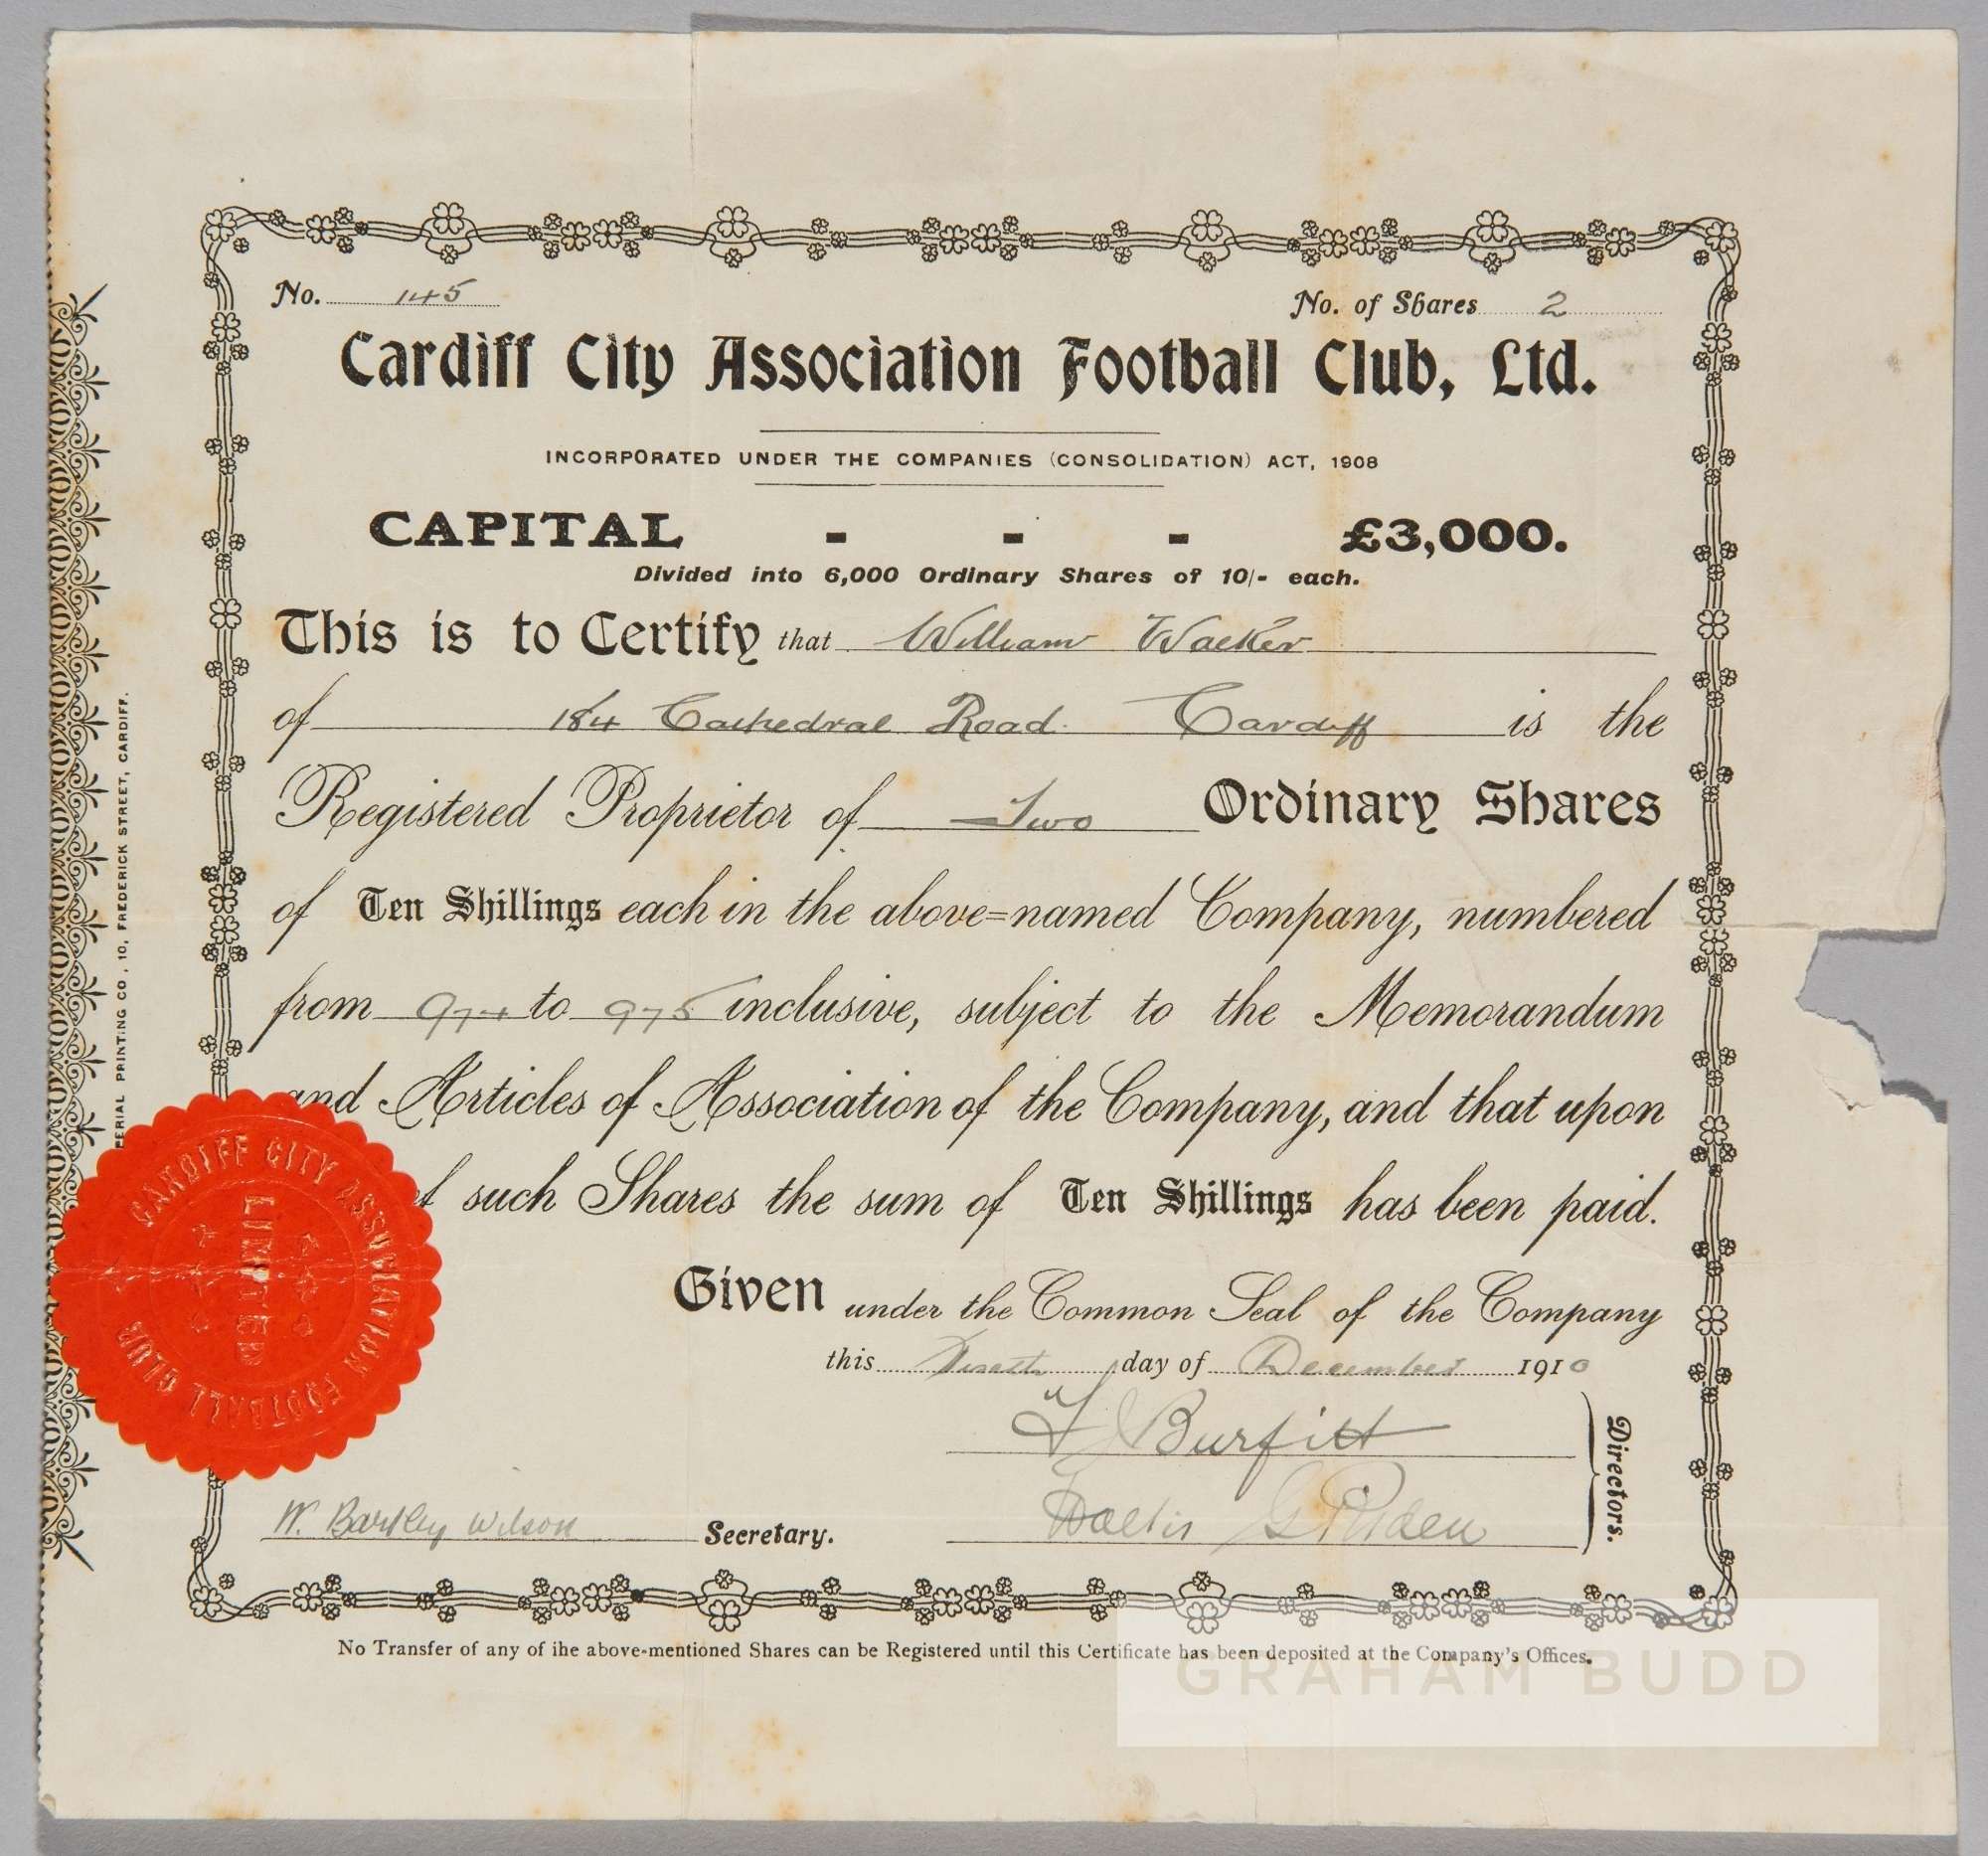 No. 145 No. of Shares 2
Cardiff City Association Football Club, Ltd.
INCORPORATED UNDER THE COMPANIES (CONSOLIDATION) ACT, 1908
CAPITAL - - - £3,000.
Divided into 6,000 Ordinary Shares of 10/- each.
This is to Certify that William Walker
of 184 Cathedral Road Cardiff is the
Registered Proprietor of Two Ordinary Shares
of Ten Shillings each in the above=named Company, numbered
from 974 to 975 inclusive, subject to the Memorandum
and Articles of Association of the Company, and that upon
such Shares the sum of Ten Shillings has been paid.
Given under the Common Seal of the Company
this day of December 1910
Burfitt
Walter Riden
Directors.
W. Bartley Wilson Secretary.
No Transfer of any of ihe above-mentioned Shares can be Registered until this Certificate has been deposited at the Company's Offices.
CARDIFF CITY ASSOCIATION FOOTBALL CLUB
LIMITED
PRINTING CO., 10, FREDERICK STREET, CARDIFF.
GRAHAM BUDD